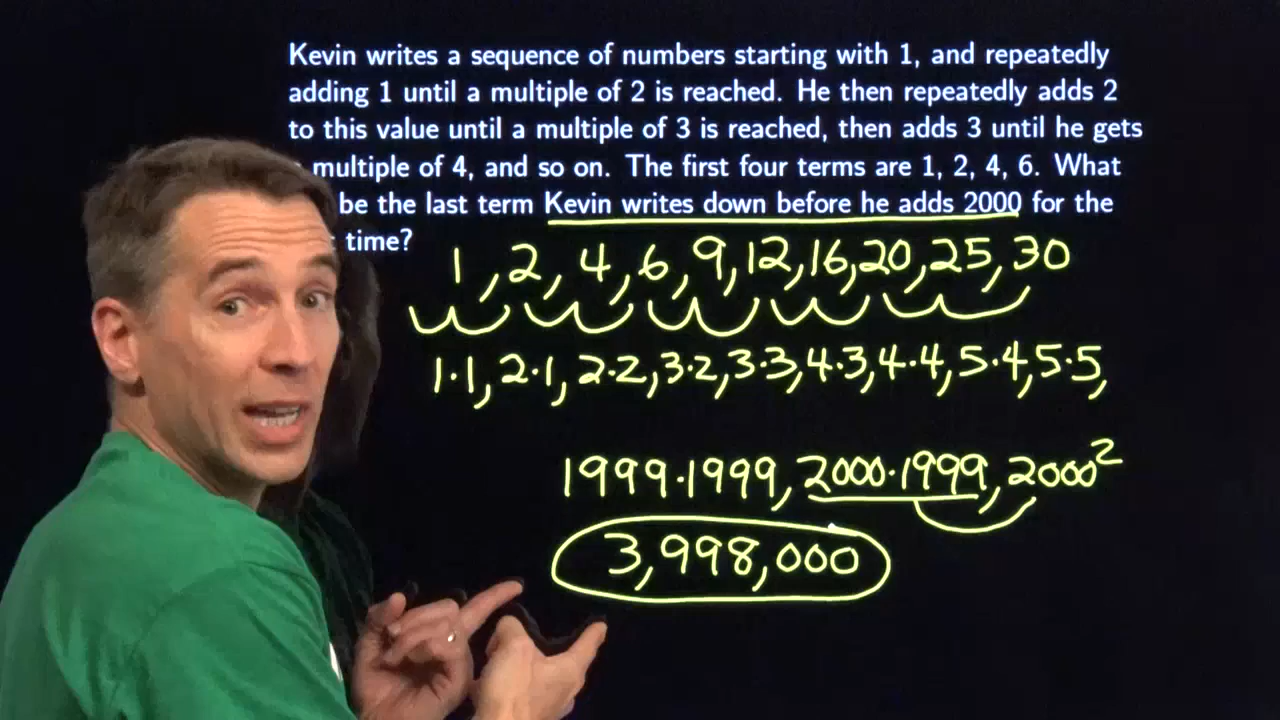 Kevin writes a sequence of numbers starting with 1, and repeatedly
adding 1 until a multiple of 2 is reached. He then repeatedly adds 2
to this value until a multiple of 3 is reached, then adds 3 until he gets
multiple of 4, and so on. The first four terms are 1, 2, 4, 6. What
be the last term Kevin writes down before he adds 2000 for the
time?
1, 2, 4, 6, 9, 12, 16, 20, 25, 30
1·1, 2·1, 2·2, 3·2, 3·3, 4·3, 4·4, 5·4, 5·5,
1999·1999, 2000·1999, 2000²
3,998,000